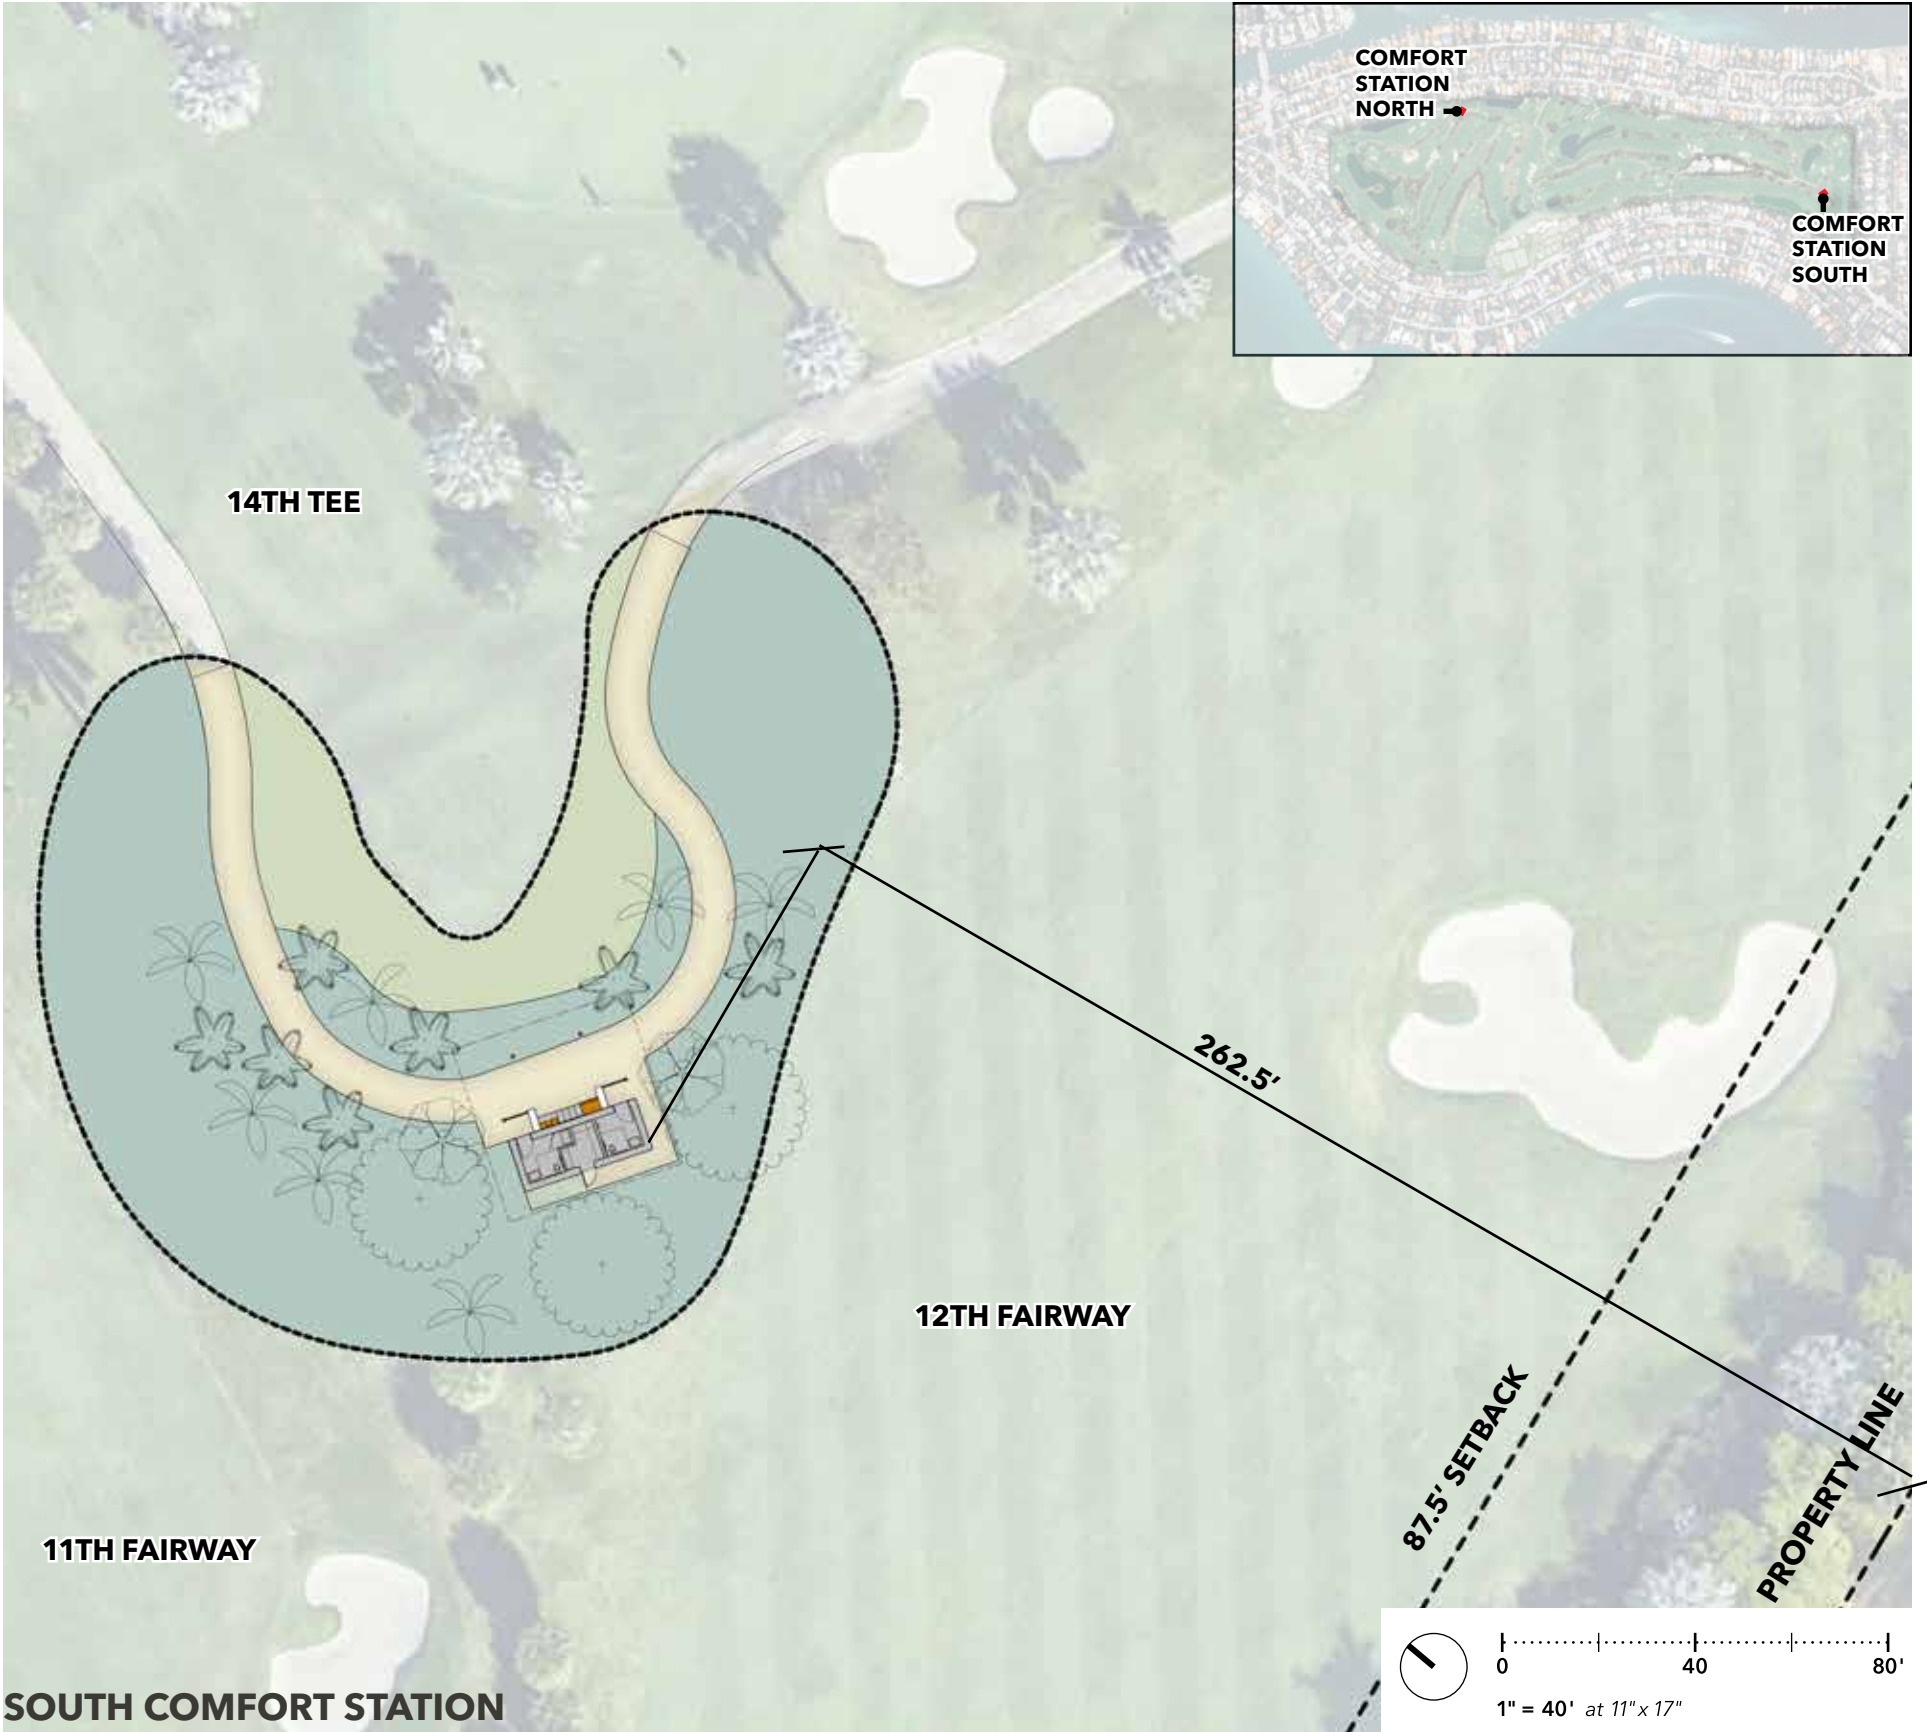 COMFORT
STATION
NORTH
COMFORT
STATION
SOUTH
14TH TEE
262.5'
12TH FAIRWAY
87.5' SETBACK
PROPERTY LINE
11TH FAIRWAY
0 40 80'
1" = 40' at 11" x 17"
SOUTH COMFORT STATION